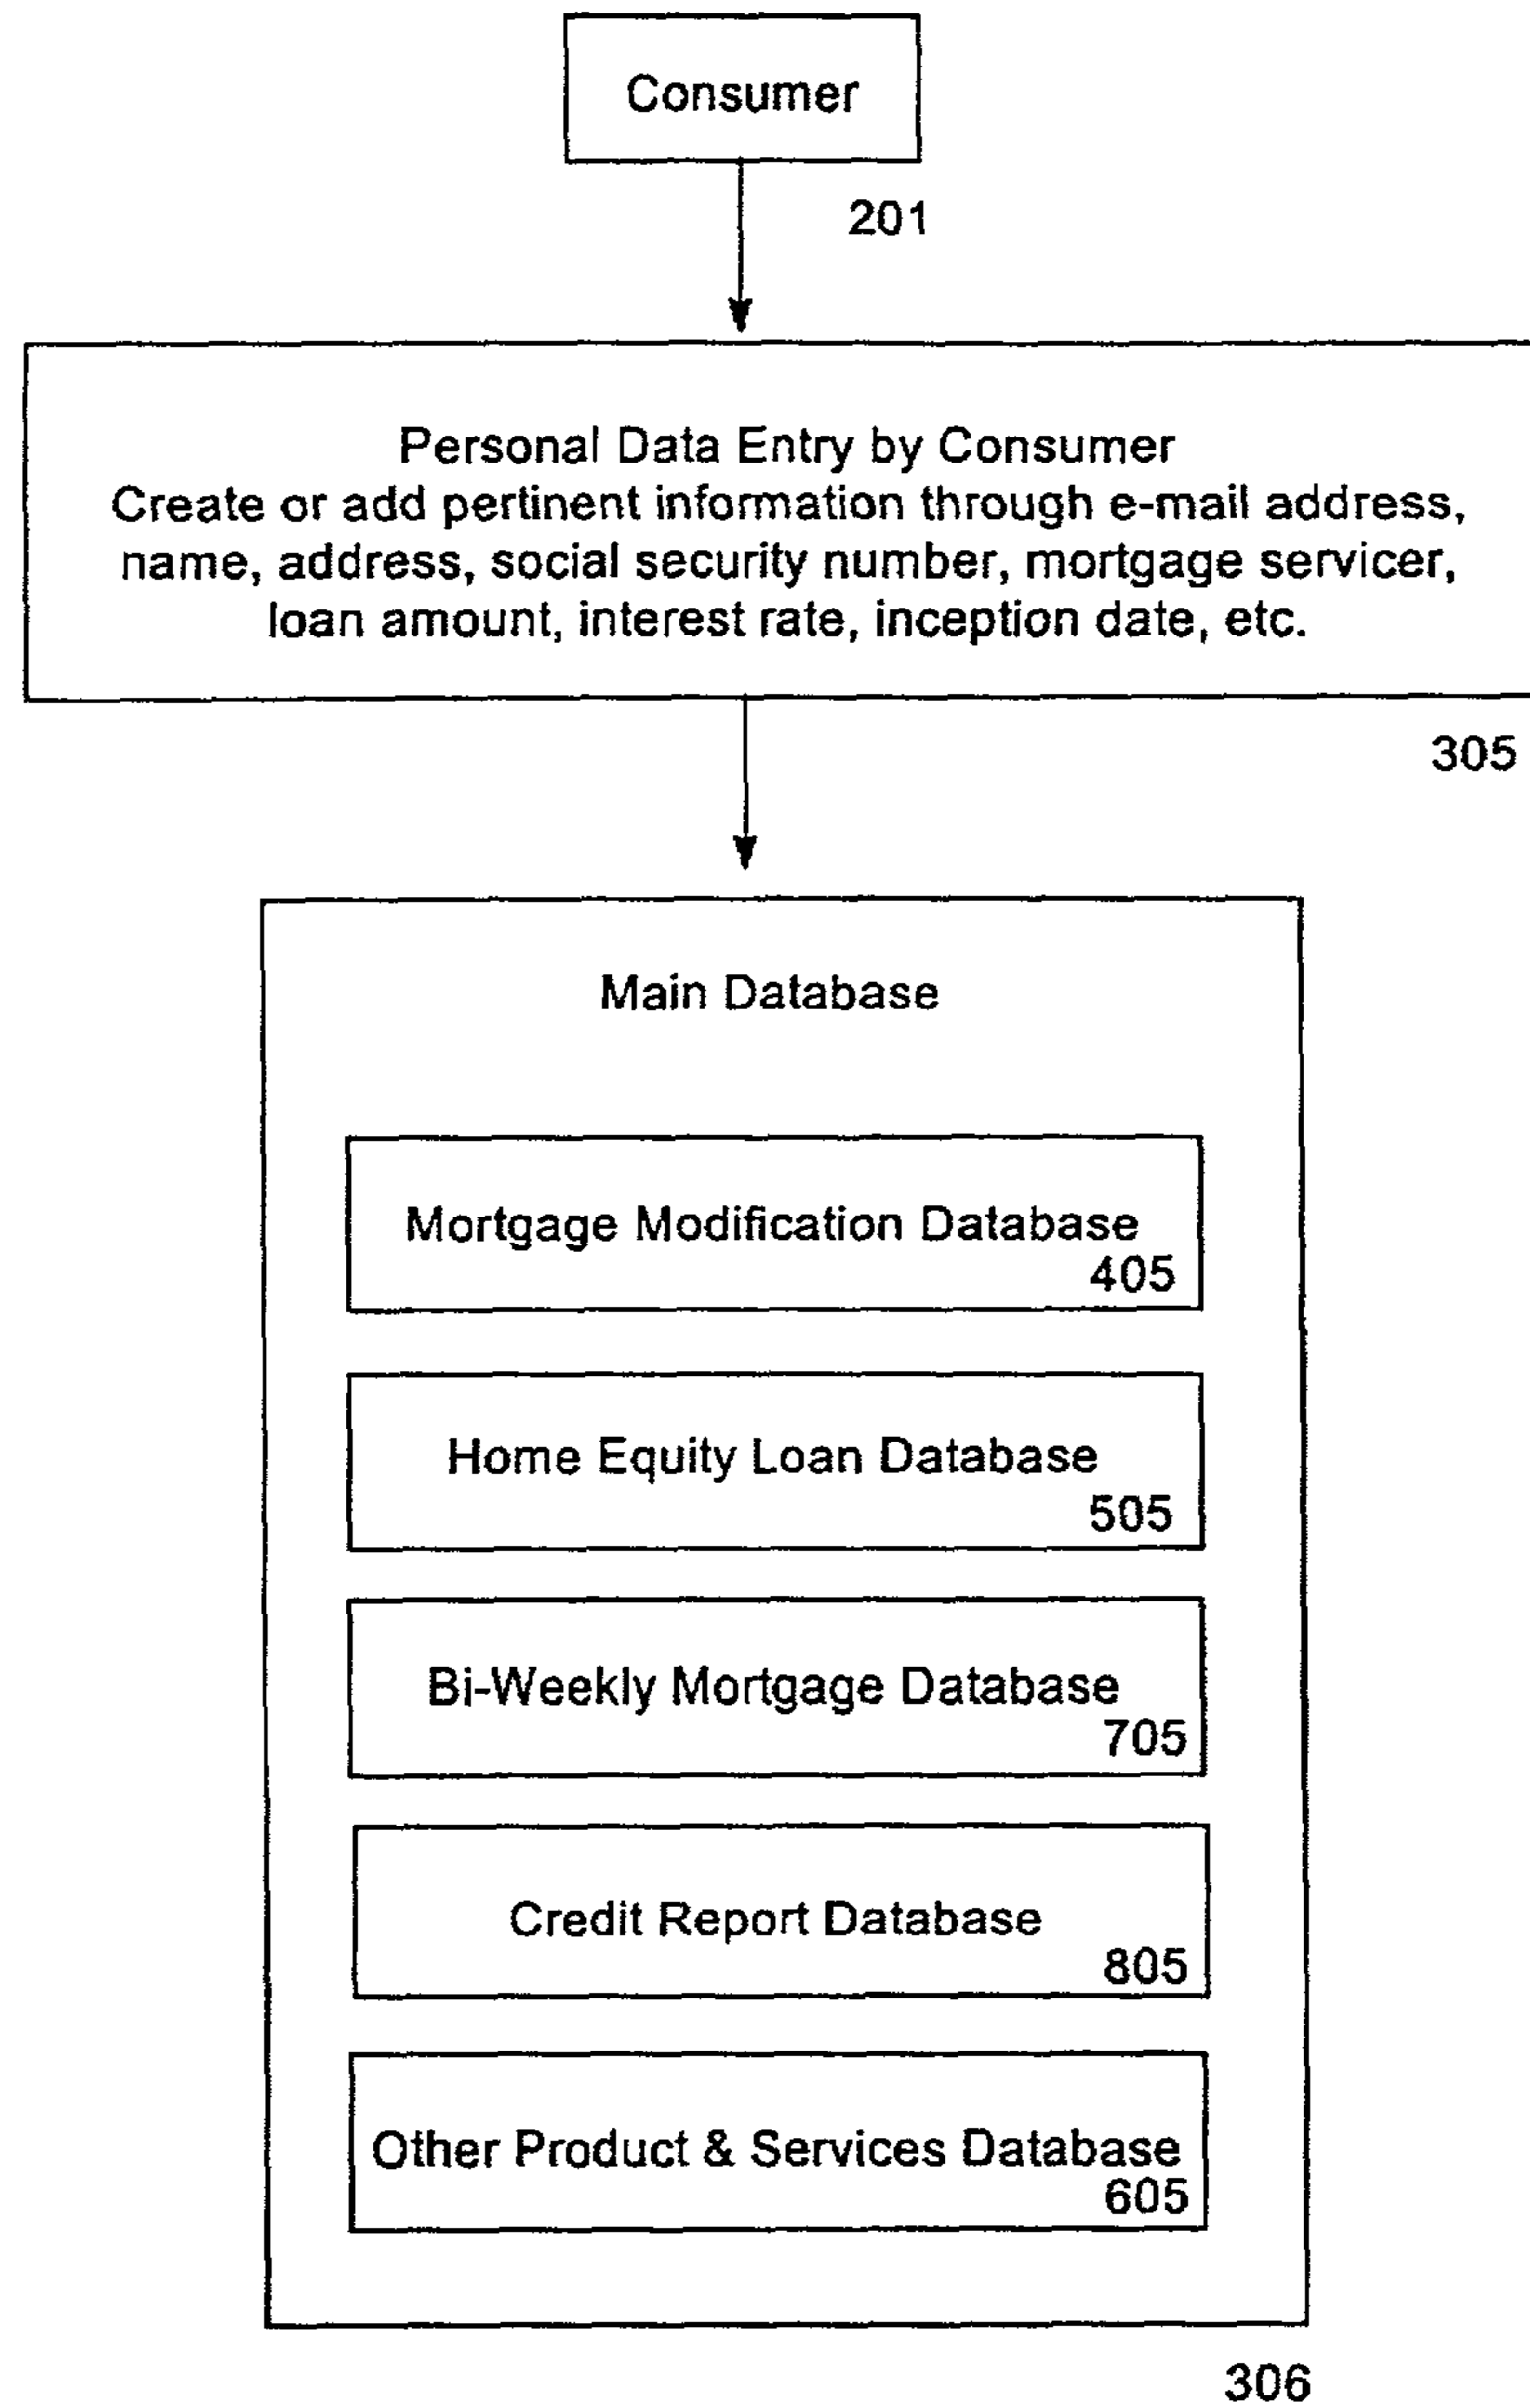 Consumer
201
Personal Data Entry by Consumer
Create or add pertinent information through e-mail address,
name, address, social security number, mortgage servicer,
loan amount, interest rate, inception date, etc.
305
Main Database
Mortgage Modification Database
405
Home Equity Loan Database
505
Bi-Weekly Mortgage Database
705
Credit Report Database
805
Other Product & Services Database
605
306